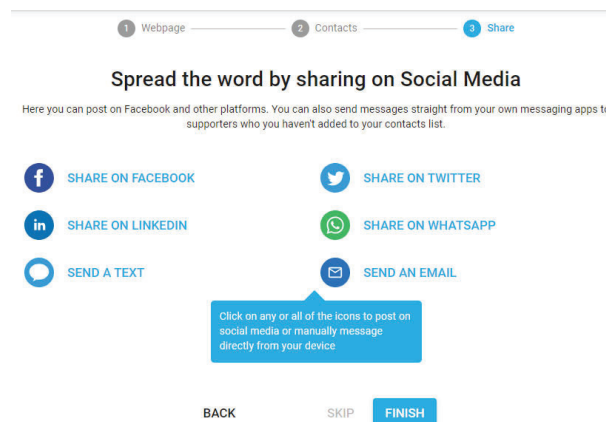 1 Webpage 2 Contacts 3 Share
Spread the word by sharing on Social Media
Here you can post on Facebook and other platforms. You can also send messages straight from your own messaging apps to
supporters who you haven't added to your contacts list.
f SHARE ON FACEBOOK SHARE ON TWITTER
in SHARE ON LINKEDIN SHARE ON WHATSAPP
SEND A TEXT SEND AN EMAIL
Click on any or all of the icons to post on
social media or manually message
directly from your device
BACK SKIP FINISH